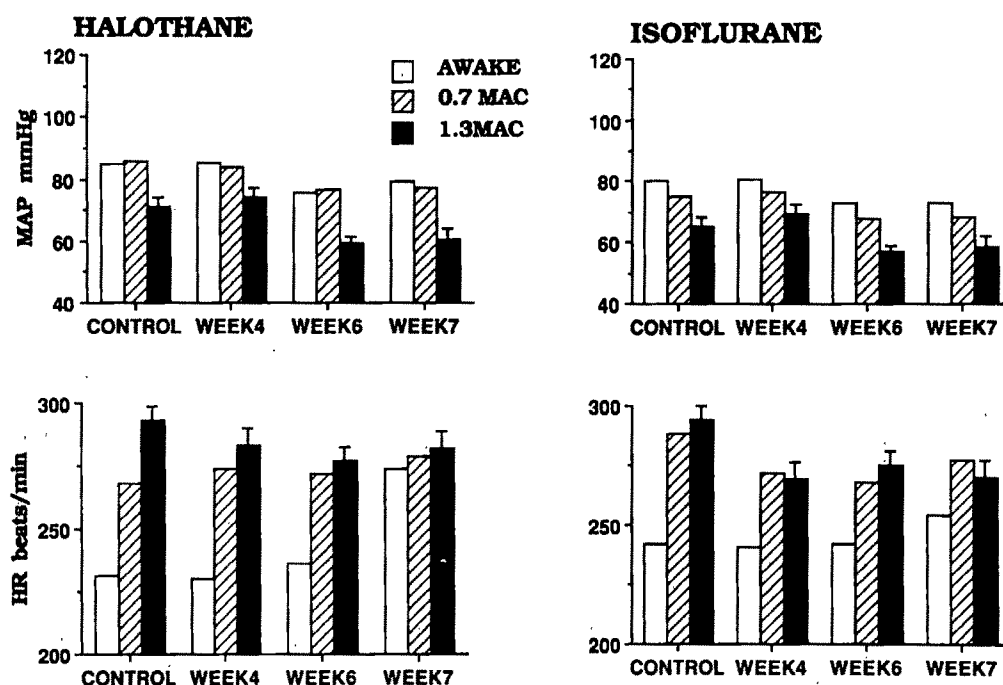 HALOTHANE
ISOFLURANE
AWAKE
0.7 MAC
1.3MAC
MAP mmHg
120
100
80
60
40
CONTROL WEEK4 WEEK6 WEEK7
120
100
80
60
40
CONTROL WEEK4 WEEK6 WEEK7
HR beats/min
300
250
200
CONTROL WEEK4 WEEK6 WEEK7
300
250
200
CONTROL WEEK4 WEEK6 WEEK7